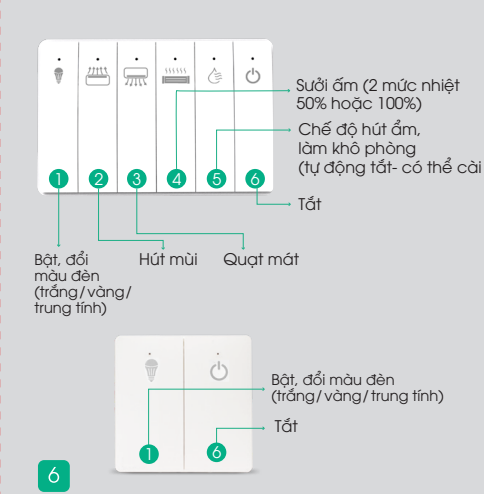 1 2 3 4 5 6
Sưởi ấm (2 mức nhiệt
50% hoặc 100%)
Chế độ hút ẩm,
làm khô phòng
(tự động tắt- có thể cài
Tắt
Bật, đổi
màu đèn
(trắng/vàng/
trung tính)
Hút mùi
Quạt mát
1 6
Bật, đổi màu đèn
(trắng/vàng/trung tính)
Tắt
6